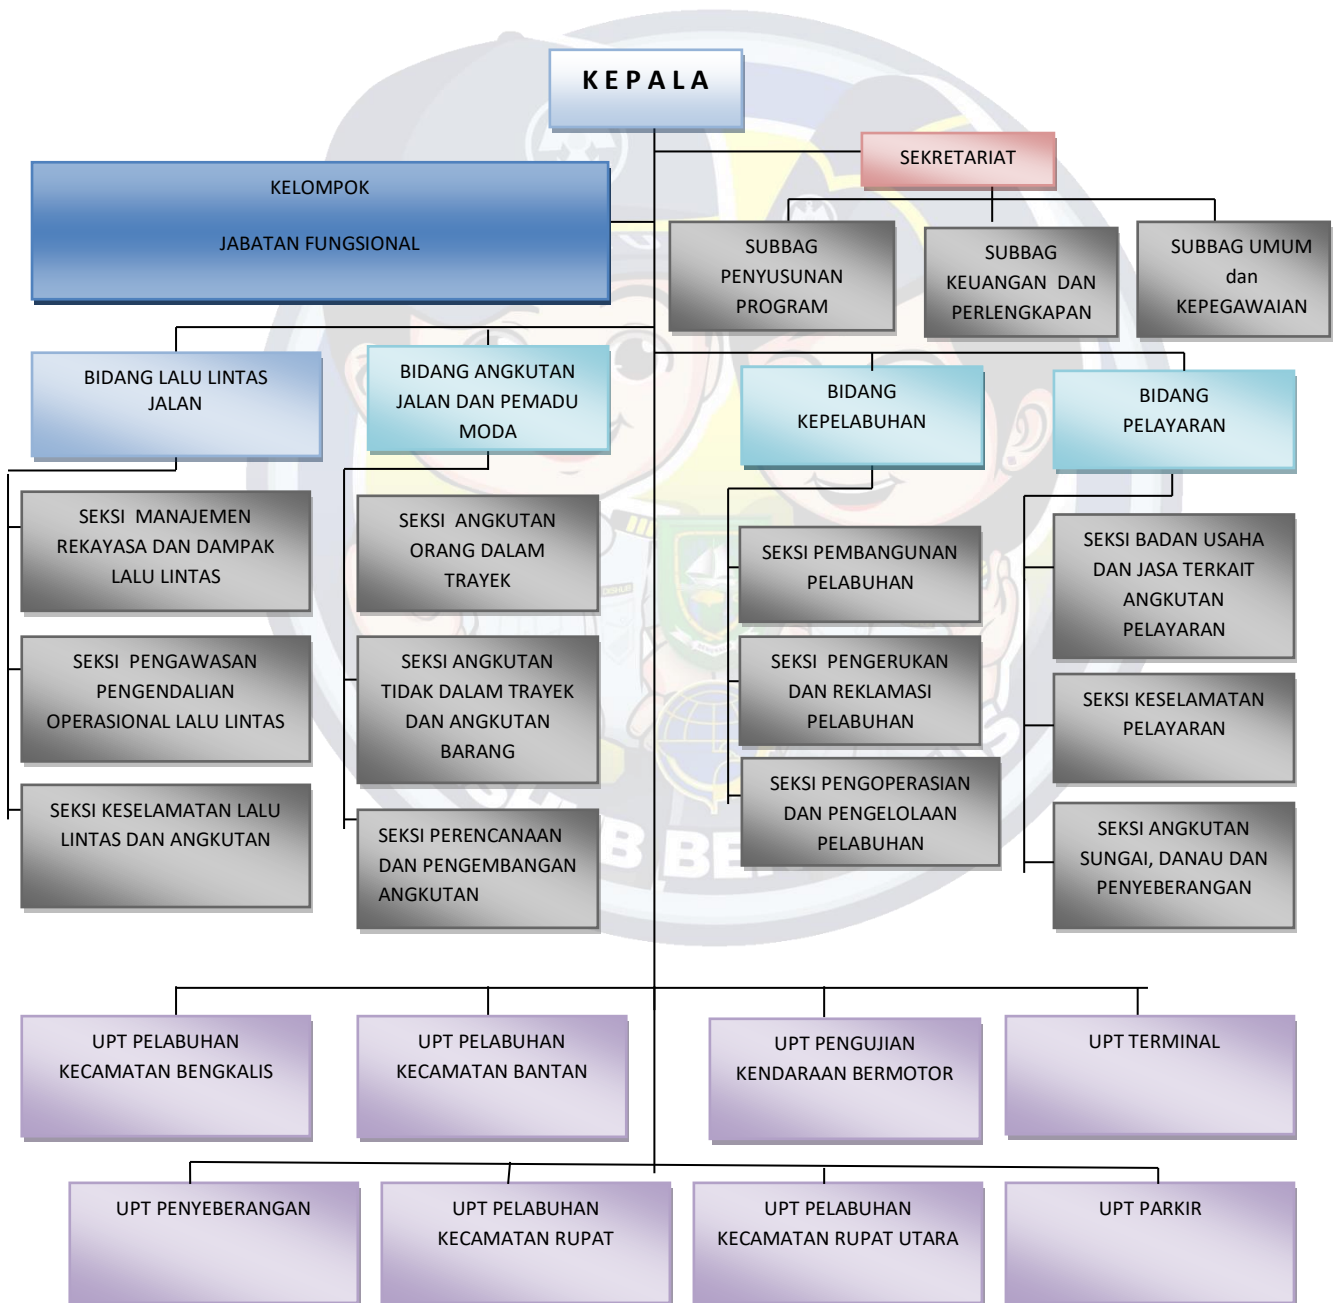 KEPALA
SEKRETARIAT
KELOMPOK
JABATAN FUNGSIONAL
SUBBAG
PENYUSUNAN
PROGRAM
SUBBAG
KEUANGAN DAN
PERLENGKAPAN
SUBBAG UMUM
dan
KEPEGAWAIAN
BIDANG LALU LINTAS
JALAN
BIDANG ANGKUTAN
JALAN DAN PEMADU
MODA
BIDANG
KEPELABUHAN
BIDANG
PELAYARAN
SEKSI MANAJEMEN
REKAYASA DAN DAMPAK
LALU LINTAS
SEKSI ANGKUTAN
ORANG DALAM
TRAYEK
SEKSI PEMBANGUNAN
PELABUHAN
SEKSI BADAN USAHA
DAN JASA TERKAIT
ANGKUTAN
PELAYARAN
SEKSI PENGAWASAN
PENGENDALIAN
OPERASIONAL LALU LINTAS
SEKSI ANGKUTAN
TIDAK DALAM TRAYEK
DAN ANGKUTAN
BARANG
SEKSI PENGERUKAN
DAN REKLAMASI
PELABUHAN
SEKSI KESELAMATAN
PELAYARAN
SEKSI KESELAMATAN LALU
LINTAS DAN ANGKUTAN
SEKSI PERENCANAAN
DAN PENGEMBANGAN
ANGKUTAN
SEKSI PENGOPERASIAN
DAN PENGELOLAAN
PELABUHAN
SEKSI ANGKUTAN
SUNGAI, DANAU DAN
PENYEBERANGAN
UPT PELABUHAN
KECAMATAN BENGKALIS
UPT PELABUHAN
KECAMATAN BANTAN
UPT PENGUJIAN
KENDARAAN BERMOTOR
UPT TERMINAL
UPT PENYEBERANGAN
UPT PELABUHAN
KECAMATAN RUPAT
UPT PELABUHAN
KECAMATAN RUPAT UTARA
UPT PARKIR